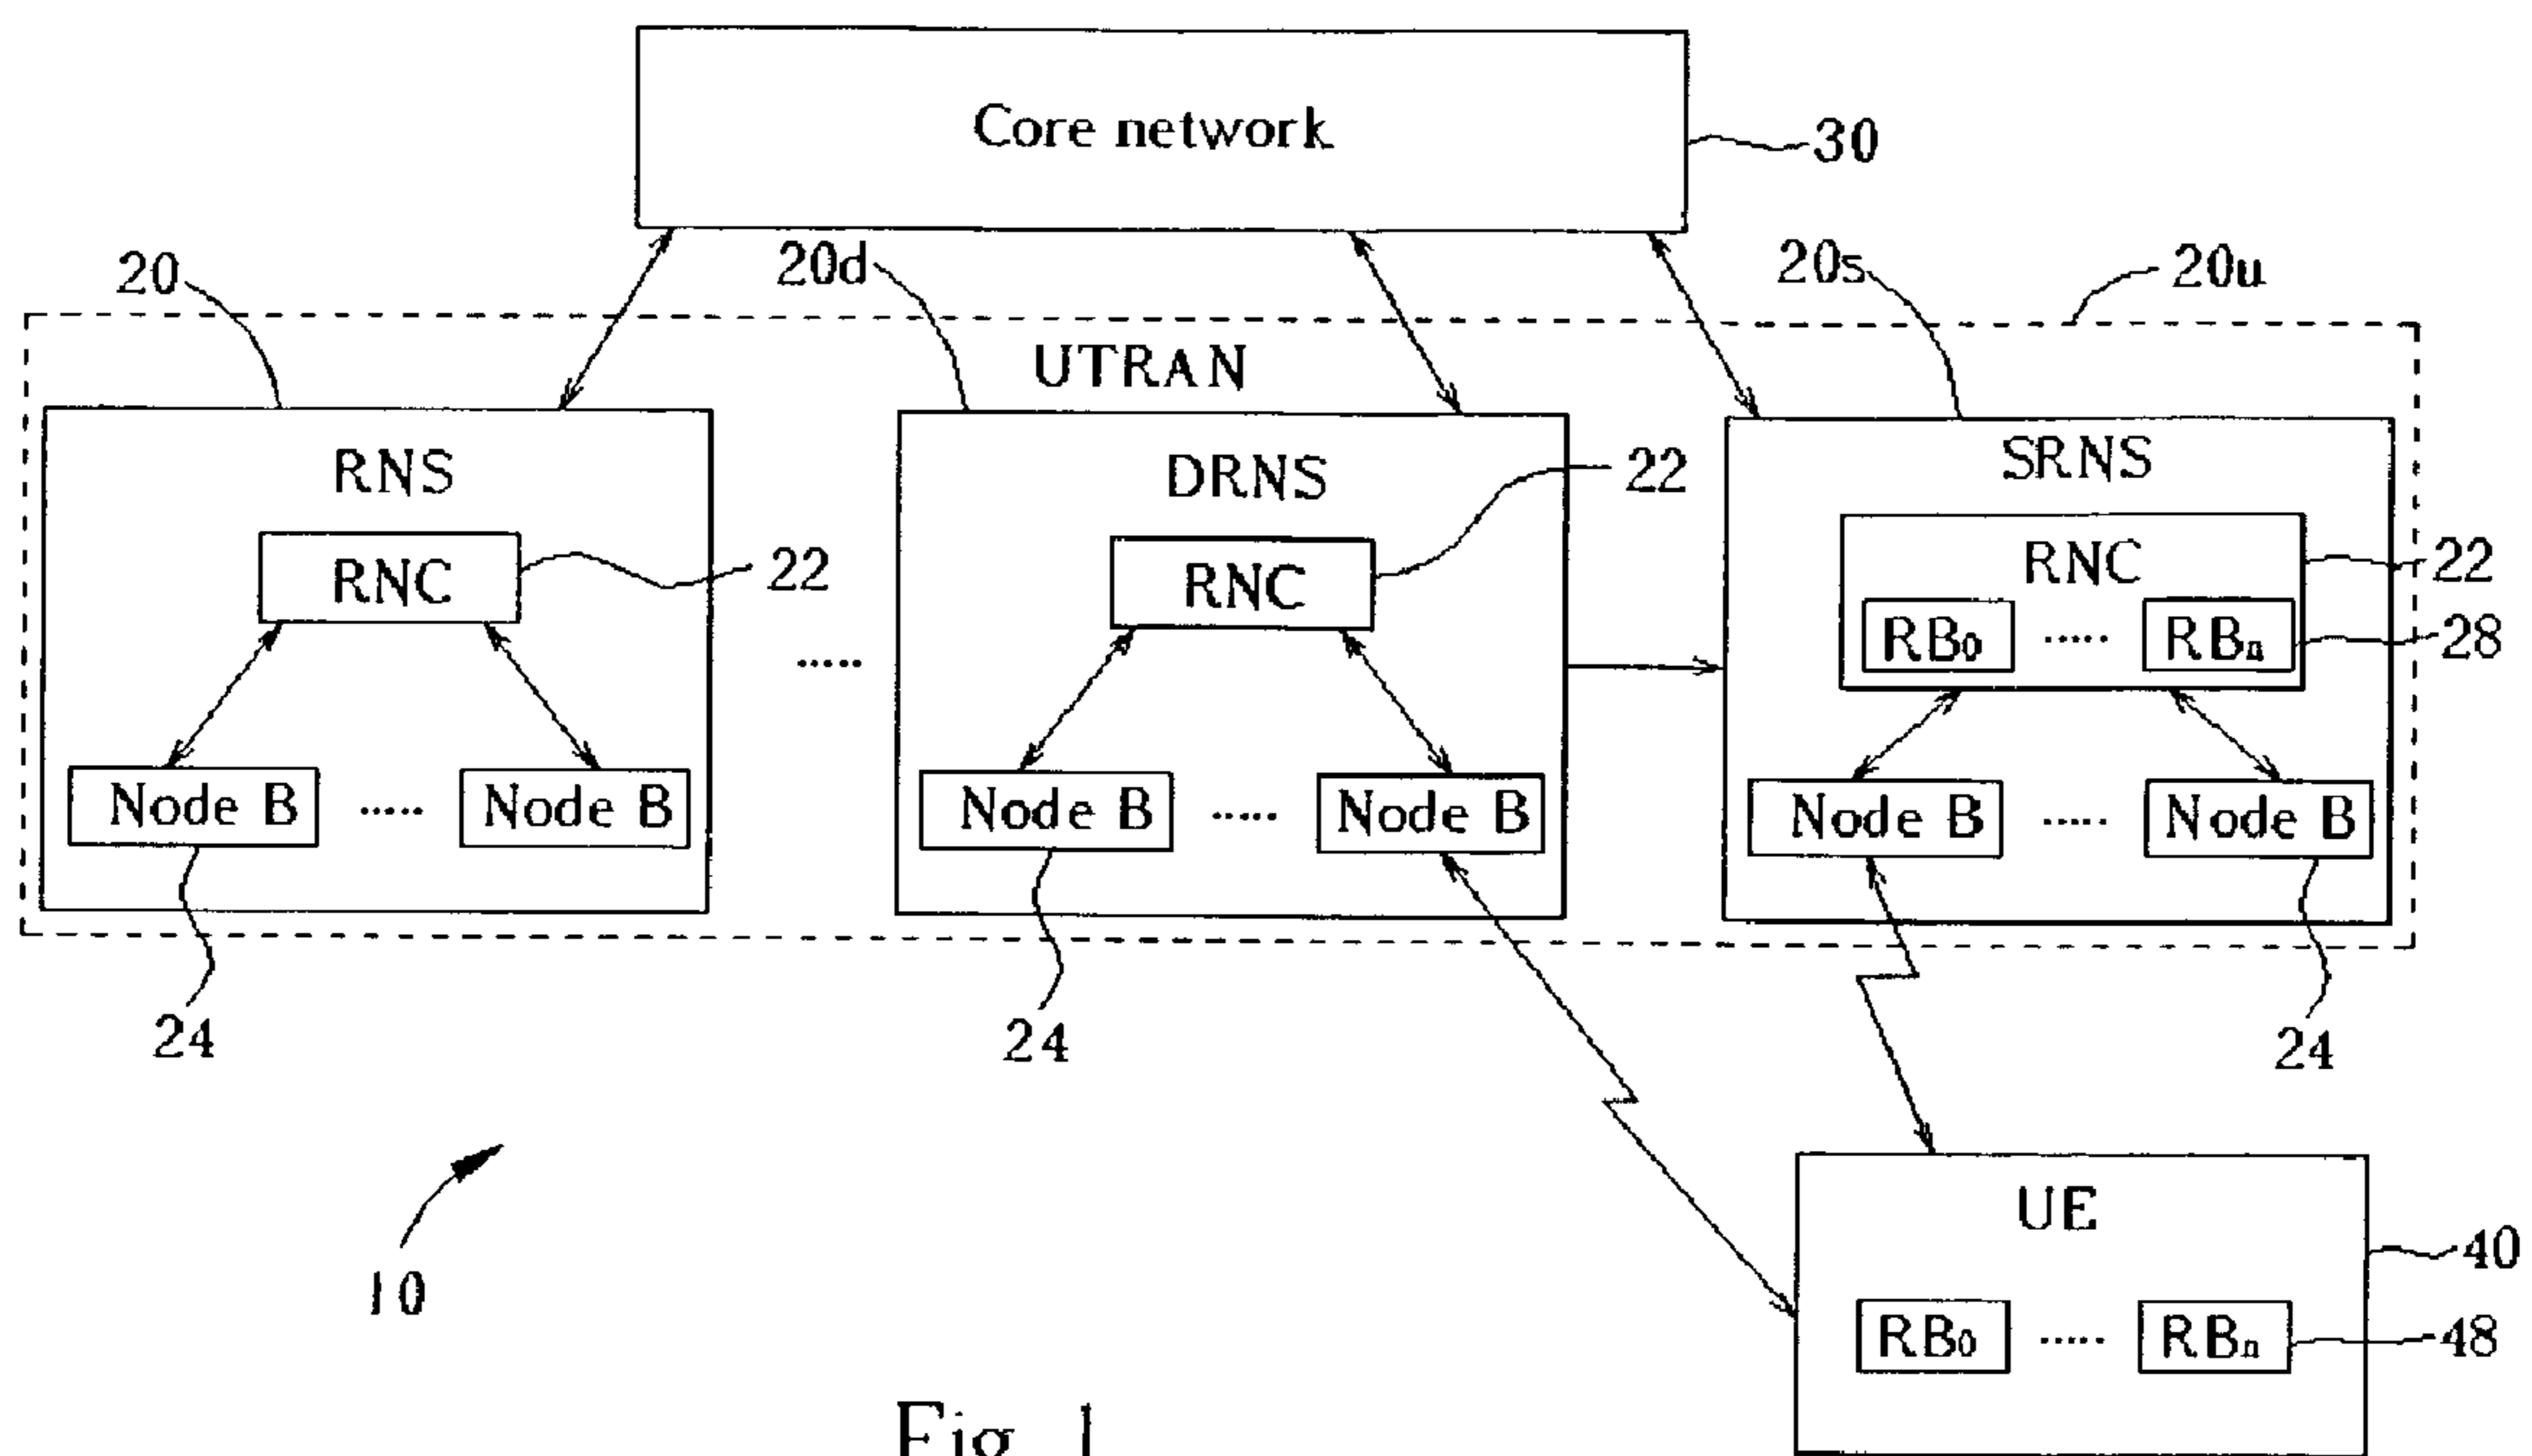 Core network
30
20
20d
20s
20u
UTRAN
RNS
DRNS
SRNS
RNC
22
RNC
22
RNC
22
RB0
.....
RBn
28
.....
Node B
.....
Node B
Node B
.....
Node B
Node B
.....
Node B
24
24
24
10
UE
40
RB0
.....
RBn
48
Fig. 1